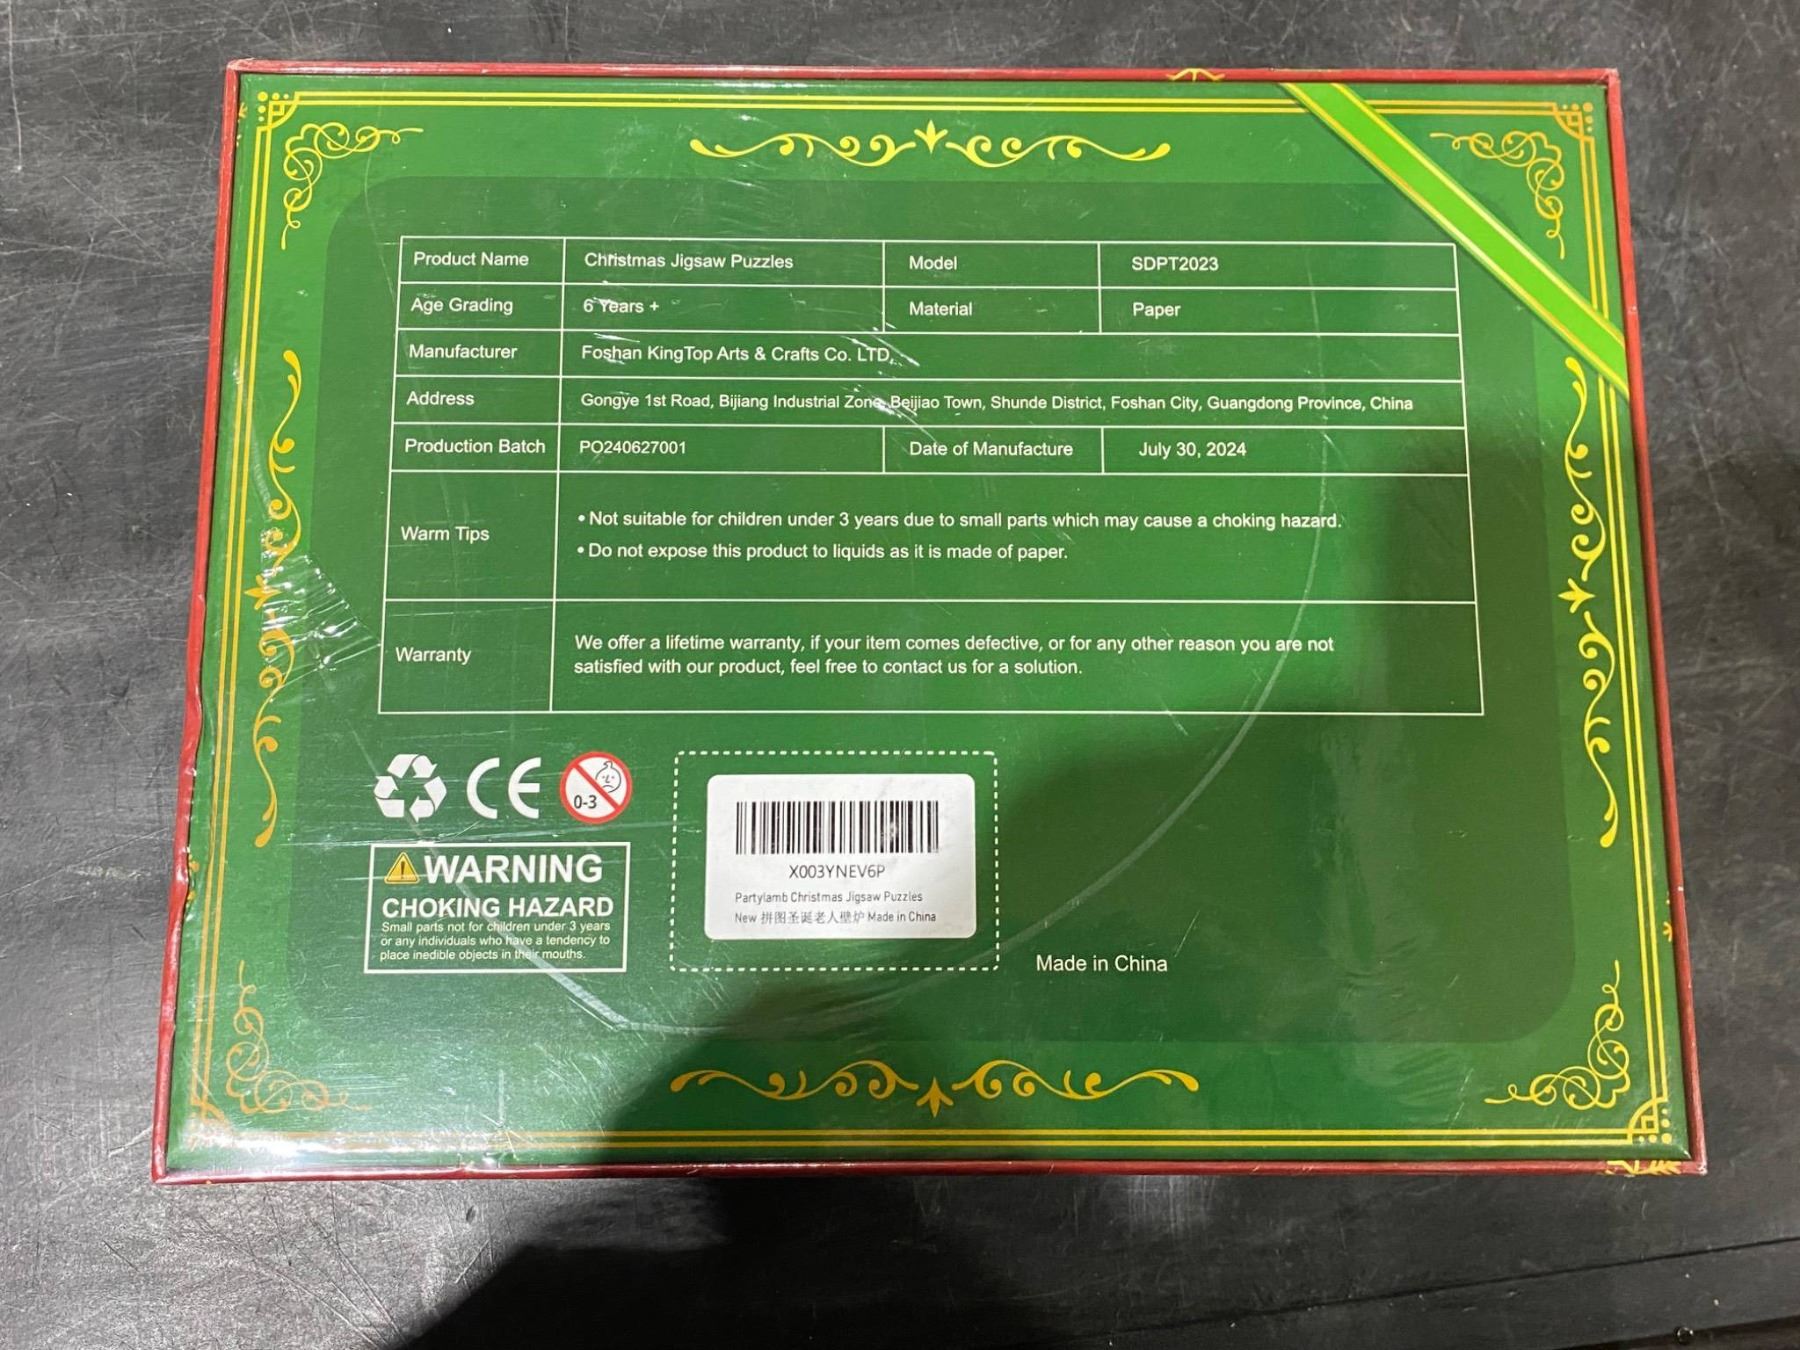 Product Name Christmas Jigsaw Puzzles Model SDPT2023
Age Grading 6 Years + Material Paper
Manufacturer Foshan KingTop Arts & Crafts Co. LTD.
Address Gongye 1st Road, Bijiang Industrial Zone, Beijiao Town, Shunde District, Foshan City, Guangdong Province, China
Production Batch PO240627001 Date of Manufacture July 30, 2024
Warm Tips
• Not suitable for children under 3 years due to small parts which may cause a choking hazard.
• Do not expose this product to liquids as it is made of paper.
Warranty
We offer a lifetime warranty, if your item comes defective, or for any other reason you are not
satisfied with our product, feel free to contact us for a solution.
CE
0-3
WARNING
CHOKING HAZARD
Small parts not for children under 3 years
or any individuals who have a tendency to
place inedible objects in their mouths.
X003YNEV6P
Partylamb Christmas Jigsaw Puzzles
New 拼图圣诞老人壁炉 Made in China
Made in China